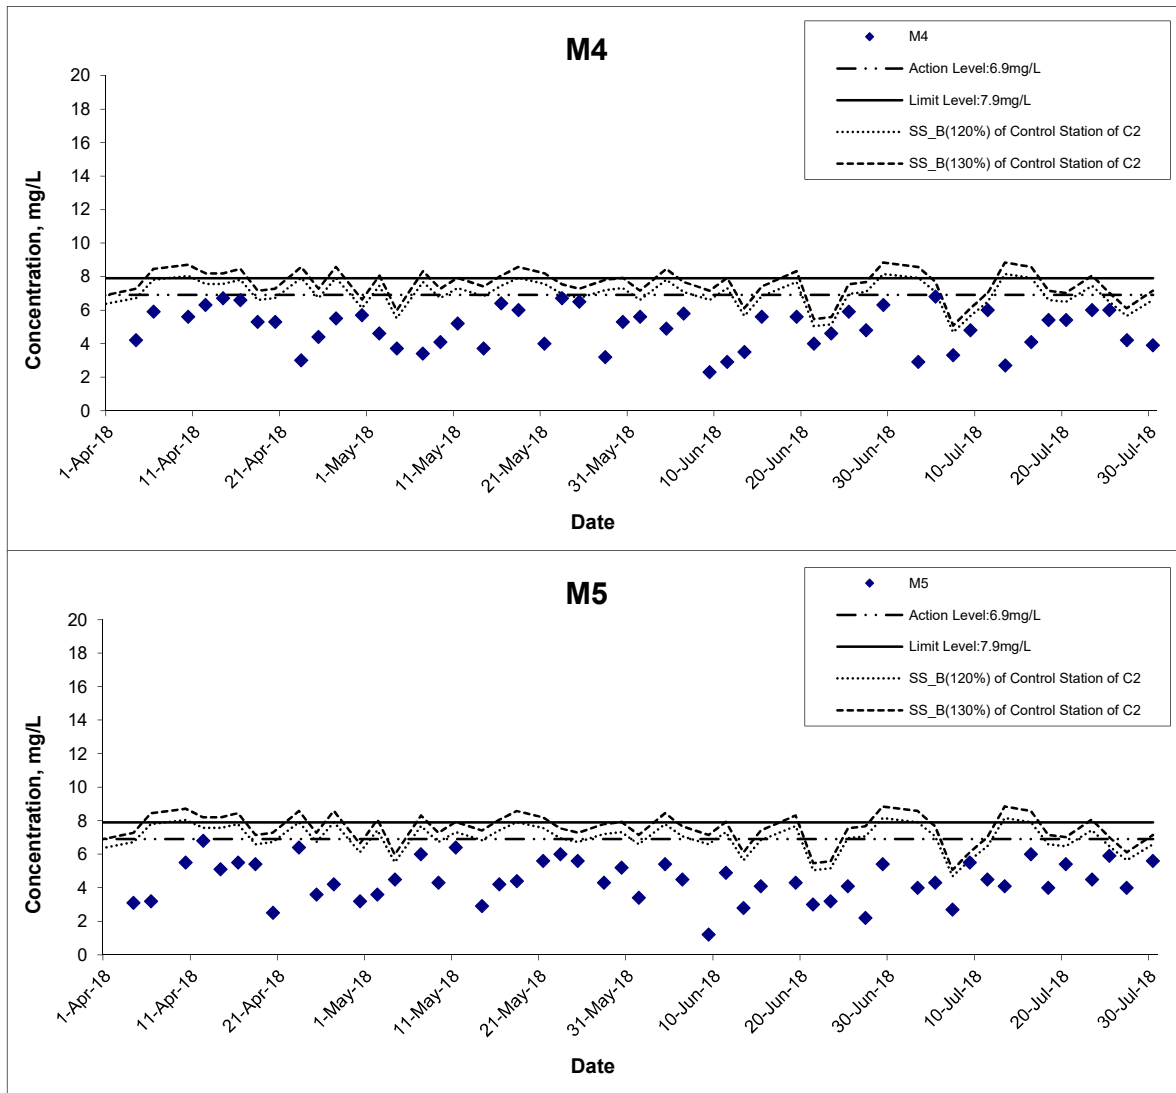 M4
M4
Action Level:6.9mg/L
Limit Level:7.9mg/L
SS_B(120%) of Control Station of C2
SS_B(130%) of Control Station of C2
Concentration, mg/L
20
18
16
14
12
10
8
6
4
2
0
1-Apr-18
11-Apr-18
21-Apr-18
1-May-18
11-May-18
21-May-18
31-May-18
10-Jun-18
20-Jun-18
30-Jun-18
10-Jul-18
20-Jul-18
30-Jul-18
Date
M5
M5
Action Level:6.9mg/L
Limit Level:7.9mg/L
SS_B(120%) of Control Station of C2
SS_B(130%) of Control Station of C2
Concentration, mg/L
20
18
16
14
12
10
8
6
4
2
0
1-Apr-18
11-Apr-18
21-Apr-18
1-May-18
11-May-18
21-May-18
31-May-18
10-Jun-18
20-Jun-18
30-Jun-18
10-Jul-18
20-Jul-18
30-Jul-18
Date